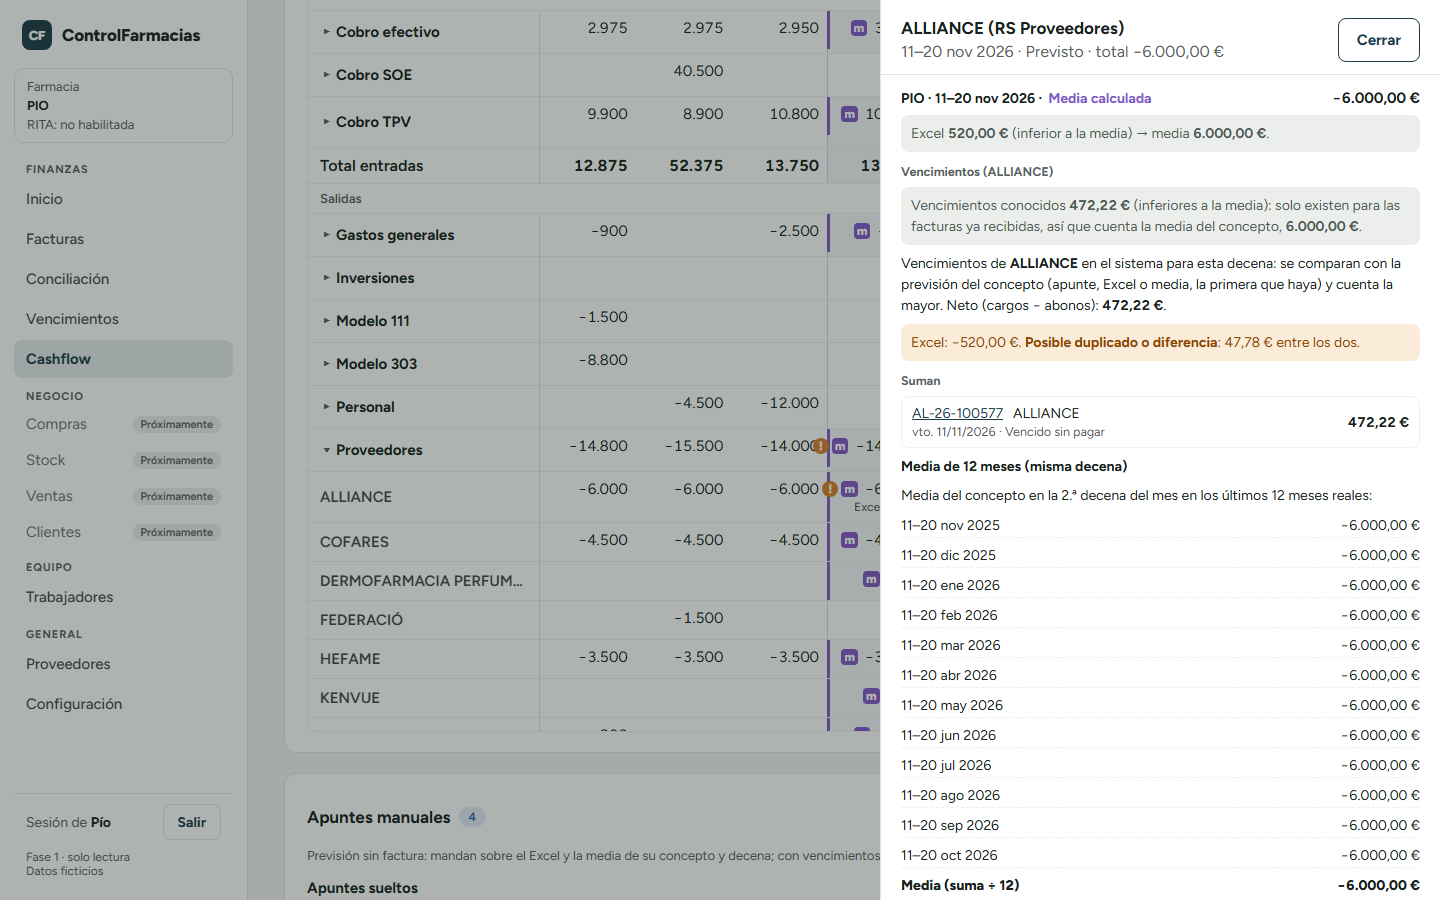 CF ControlFarmacias
Farmacia
PIO
RITA: no habilitada
FINANZAS
Inicio
Facturas
Conciliación
Vencimientos
Cashflow
NEGOCIO
Compras Próximamente
Stock Próximamente
Ventas Próximamente
Clientes Próximamente
EQUIPO
Trabajadores
GENERAL
Proveedores
Configuración
Sesión de Pío Salir
Fase 1 · solo lectura
Datos ficticios
Cobro efectivo 2.975 2.975 2.950 m
Cobro SOE 40.500
Cobro TPV 9.900 8.900 10.800 m 10
Total entradas 12.875 52.375 13.750 13
Salidas
Gastos generales −900 −2.500 m
Inversiones
Modelo 111 −1.500
Modelo 303 −8.800
Personal −4.500 −12.000
Proveedores −14.800 −15.500 −14.000 ! m −14
ALLIANCE −6.000 −6.000 −6.000 ! m −6
Exce
COFARES −4.500 −4.500 −4.500 m −4
DERMOFARMACIA PERFUM... m
FEDERACIÓ −1.500
HEFAME −3.500 −3.500 −3.500 m −3
KENVUE m
Apuntes manuales 4
Previsión sin factura: mandan sobre el Excel y la media de su concepto y decena; con vencimientos
Apuntes sueltos
ALLIANCE (RS Proveedores)
11–20 nov 2026 · Previsto · total −6.000,00 €
Cerrar
PIO · 11–20 nov 2026 · Media calculada −6.000,00 €
Excel 520,00 € (inferior a la media) → media 6.000,00 €.
Vencimientos (ALLIANCE)
Vencimientos conocidos 472,22 € (inferiores a la media): solo existen para las
facturas ya recibidas, así que cuenta la media del concepto, 6.000,00 €.
Vencimientos de ALLIANCE en el sistema para esta decena: se comparan con la
previsión del concepto (apunte, Excel o media, la primera que haya) y cuenta la
mayor. Neto (cargos − abonos): 472,22 €.
Excel: −520,00 €. Posible duplicado o diferencia: 47,78 € entre los dos.
Suman
AL-26-100577 ALLIANCE 472,22 €
vto. 11/11/2026 · Vencido sin pagar
Media de 12 meses (misma decena)
Media del concepto en la 2.ª decena del mes en los últimos 12 meses reales:
11–20 nov 2025 −6.000,00 €
11–20 dic 2025 −6.000,00 €
11–20 ene 2026 −6.000,00 €
11–20 feb 2026 −6.000,00 €
11–20 mar 2026 −6.000,00 €
11–20 abr 2026 −6.000,00 €
11–20 may 2026 −6.000,00 €
11–20 jun 2026 −6.000,00 €
11–20 jul 2026 −6.000,00 €
11–20 ago 2026 −6.000,00 €
11–20 sep 2026 −6.000,00 €
11–20 oct 2026 −6.000,00 €
Media (suma ÷ 12) −6.000,00 €